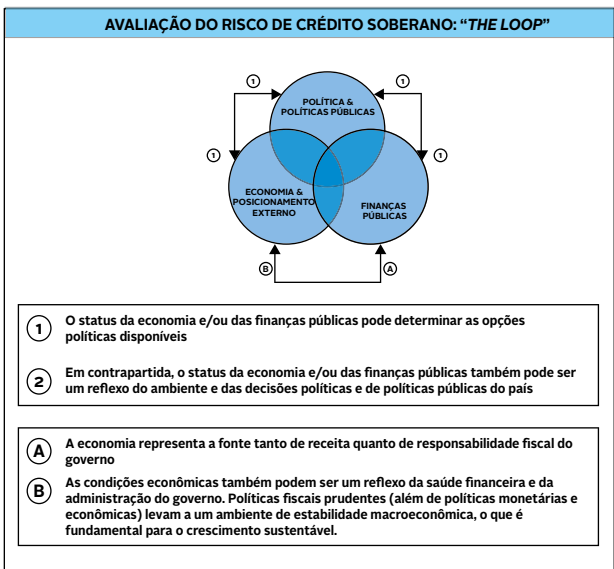 AVALIAÇÃO DO RISCO DE CRÉDITO SOBERANO: “THE LOOP”
1
1
POLÍTICA &
POLÍTICAS PÚBLICAS
1
1
ECONOMIA &
POSICIONAMENTO
EXTERNO
FINANÇAS
PÚBLICAS
B
A
1
O status da economia e/ou das finanças públicas pode determinar as opções
políticas disponíveis
2
Em contrapartida, o status da economia e/ou das finanças públicas também pode ser
um reflexo do ambiente e das decisões políticas e de políticas públicas do país
A
A economia representa a fonte tanto de receita quanto de responsabilidade fiscal do
governo
B
As condições econômicas também podem ser um reflexo da saúde financeira e da
administração do governo. Políticas fiscais prudentes (além de políticas monetárias e
econômicas) levam a um ambiente de estabilidade macroeconômica, o que é
fundamental para o crescimento sustentável.